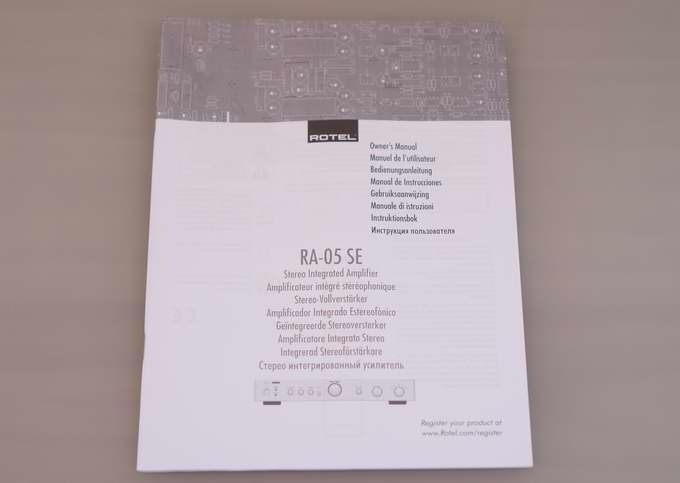 ROTEL
Owner's Manual
Manuel de l'utilisateur
Bedienungsanleitung
Manual de Instrucciones
Gebruiksaanwijzing
Manuale di istruzioni
Instruktionsbok
Инструкция пользователя
RA-05 SE
Stereo Integrated Amplifier
Amplificateur intégré stéréophonique
Stereo-Vollverstärker
Amplificador Integrado Estereofónico
Geïntegreerde Stereoversterker
Amplificatore Integrato Stereo
Integrerad Stereoförstärkare
Стерео интегрированный усилитель
Register your product at
www.Rotel.com/register